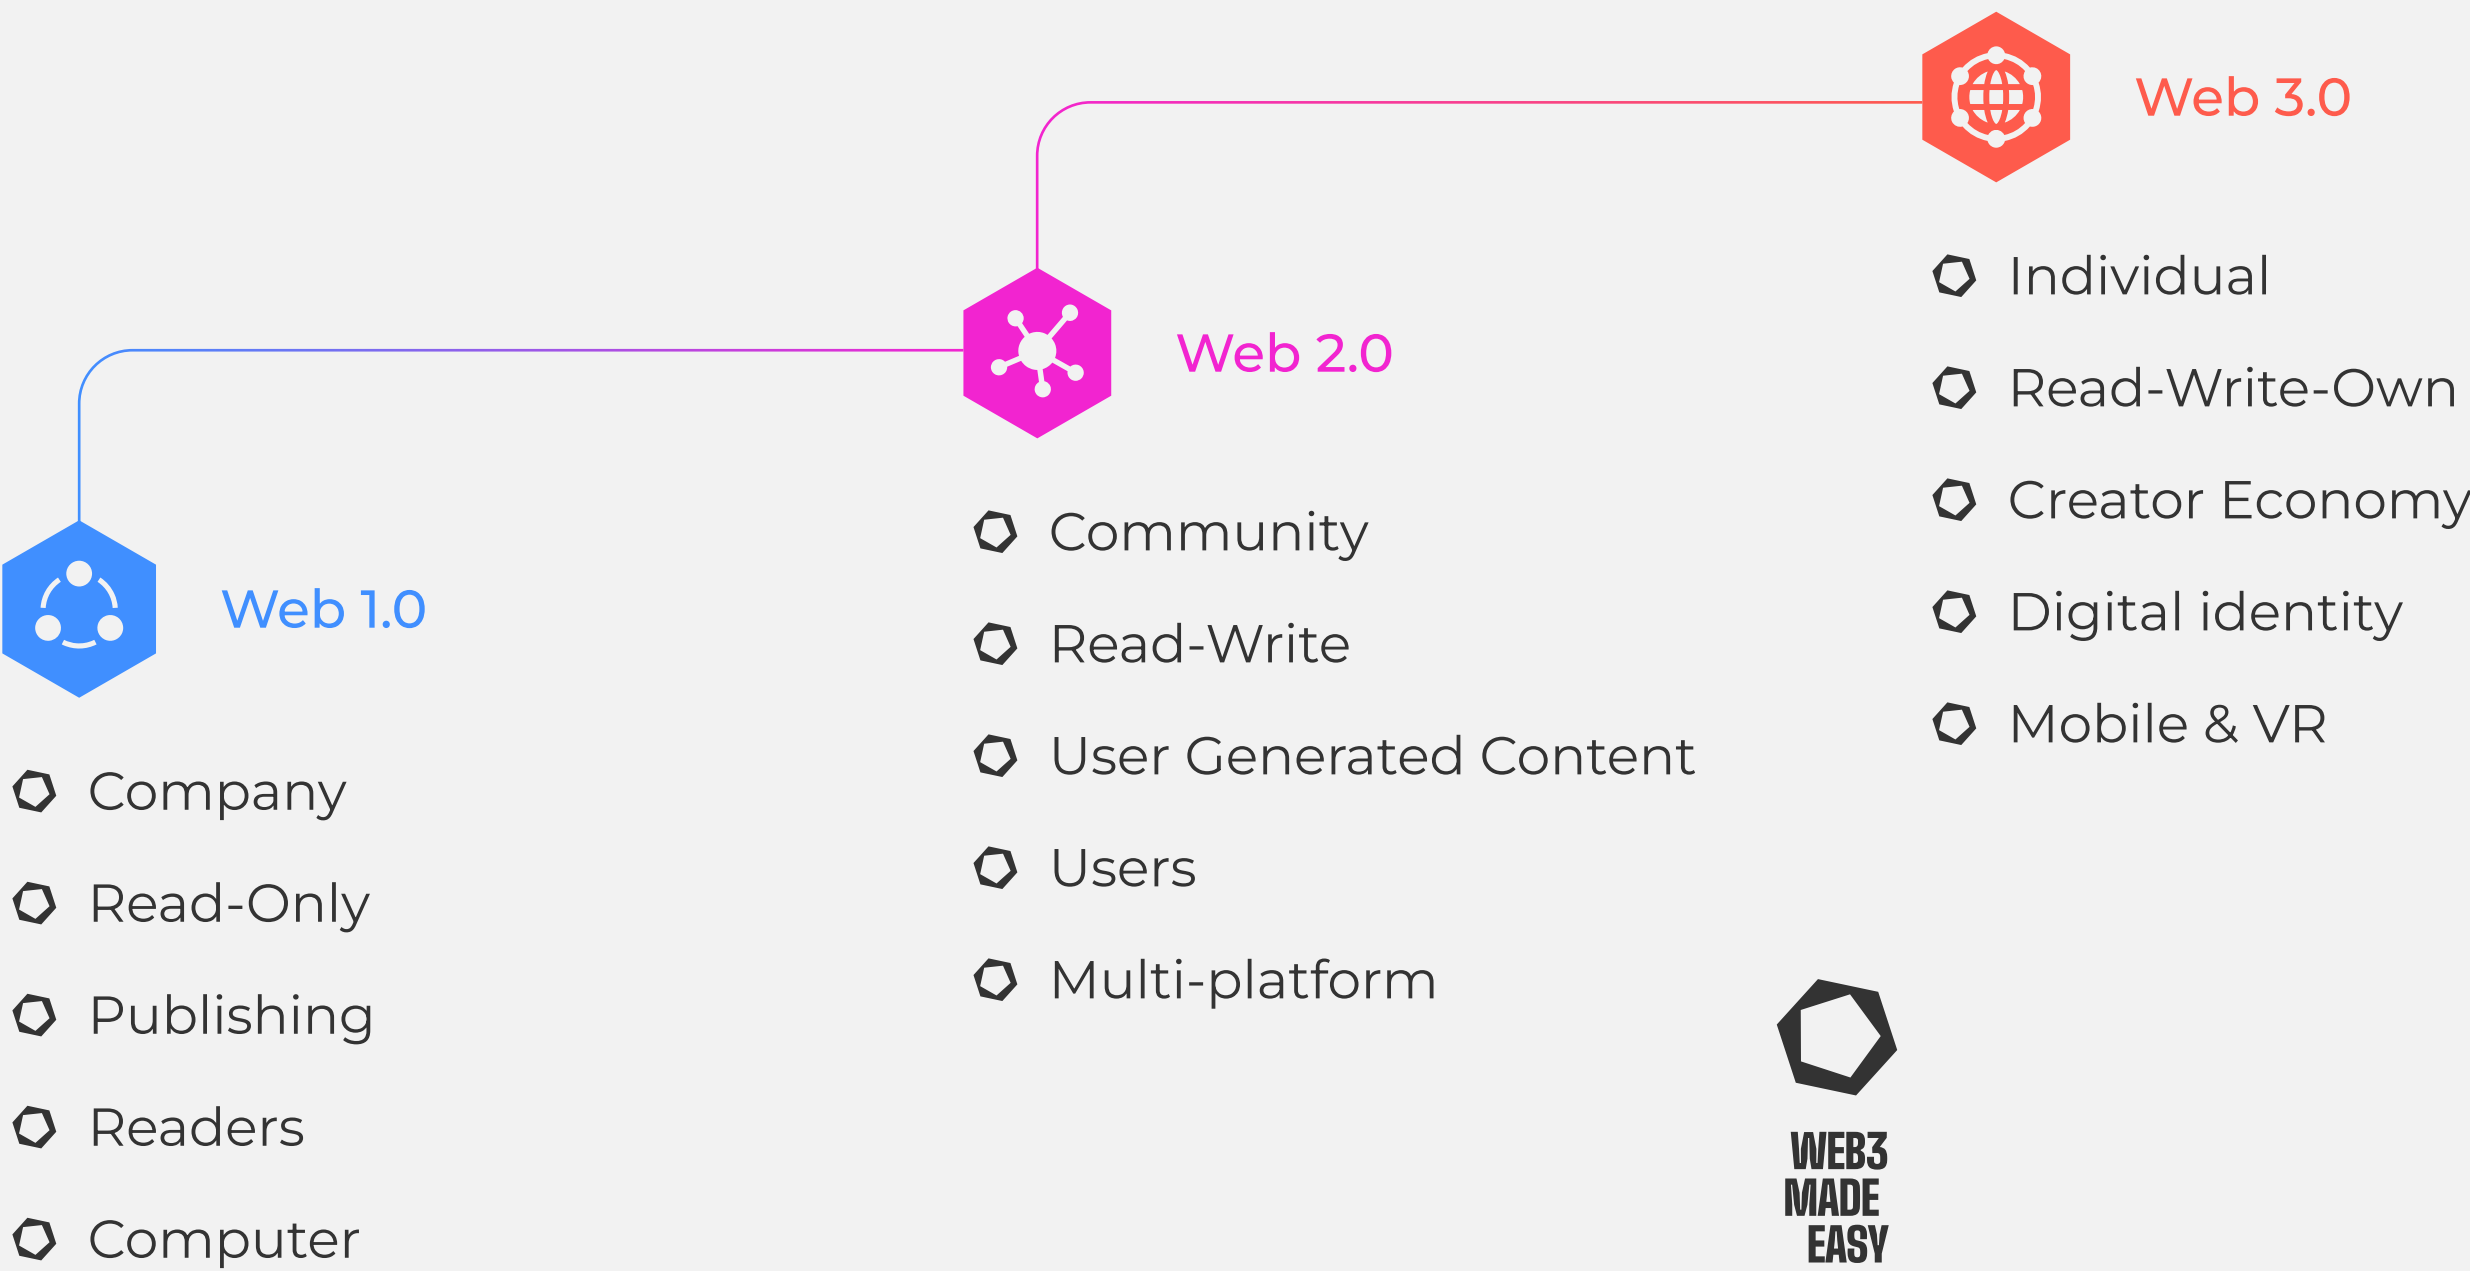 Web 1.0
Company
Read-Only
Publishing
Readers
Computer
Web 2.0
Community
Read-Write
User Generated Content
Users
Multi-platform
Web 3.0
Individual
Read-Write-Own
Creator Economy
Digital identity
Mobile & VR
WEB3
MADE
EASY